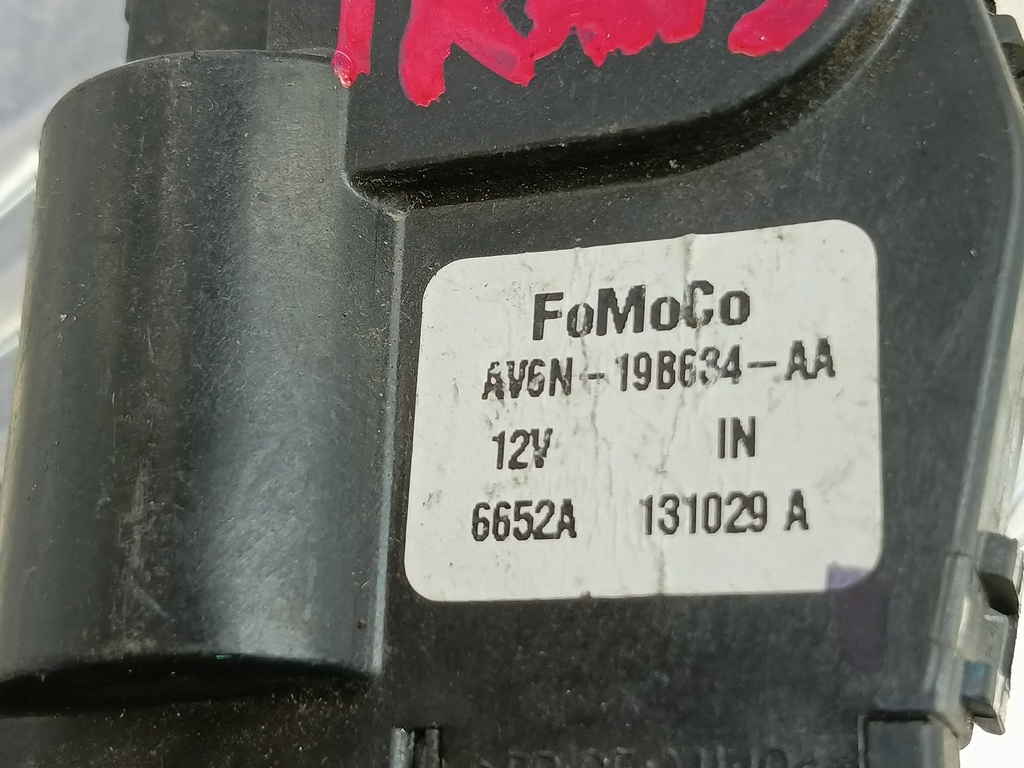 FoMoCo
AV6N-19B634-AA
12V IN
6652A 131029 A